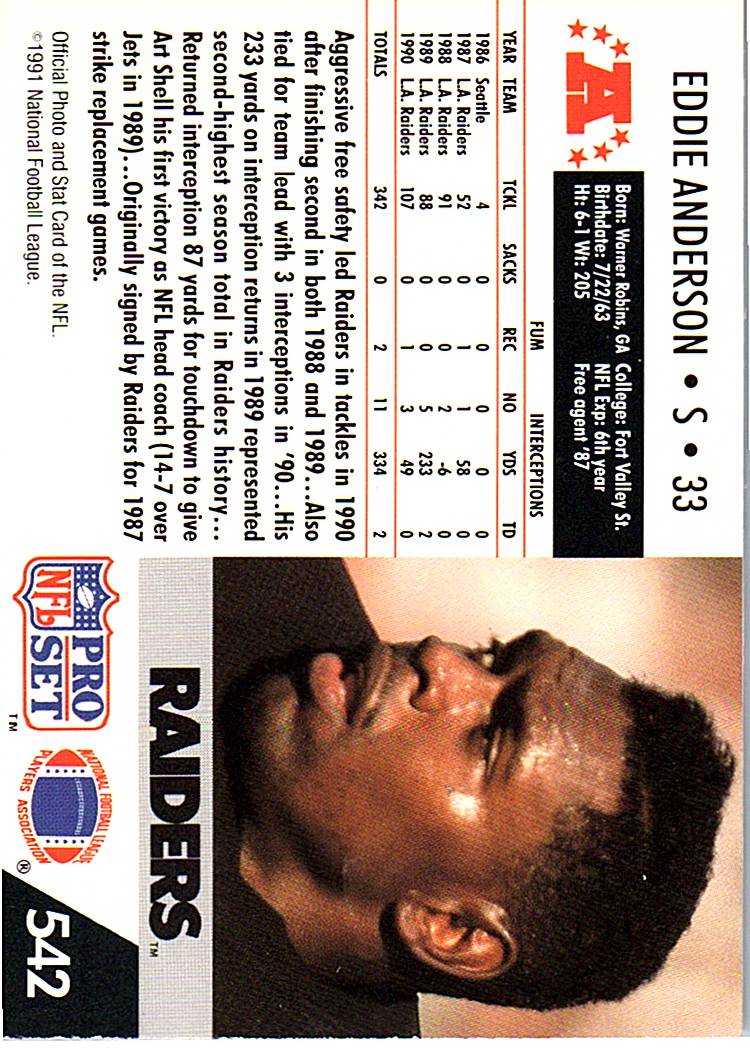 EDDIE ANDERSON • S • 33
A
Born: Warner Robins, GA College: Fort Valley St.
Birthdate: 7/22/63 NFL Exp: 6th year
Ht: 6-1 Wt: 205 Free agent '87
FUM INTERCEPTIONS
YEAR TEAM TCKL SACKS REC NO YDS TD
1986 Seattle 4 0 0 0 0 0
1987 L.A. Raiders 52 0 1 1 58 0
1988 L.A. Raiders 91 0 0 2 -6 0
1989 L.A. Raiders 88 0 0 5 233 2
1990 L.A. Raiders 107 0 1 3 49 0
TOTALS 342 0 2 11 334 2
Aggressive free safety led Raiders in tackles in 1990
after finishing second in both 1988 and 1989...Also
tied for team lead with 3 interceptions in '90...His
233 yards on interception returns in 1989 represented
second-highest season total in Raiders history...
Returned interception 87 yards for touchdown to give
Art Shell his first victory as NFL head coach (14-7 over
Jets in 1989)...Originally signed by Raiders for 1987
strike replacement games.
Official Photo and Stat Card of the NFL.
©1991 National Football League.
RAIDERS™
PRO
NFL SET™
NATIONAL FOOTBALL LEAGUE
PLAYERS ASSOCIATION®
542